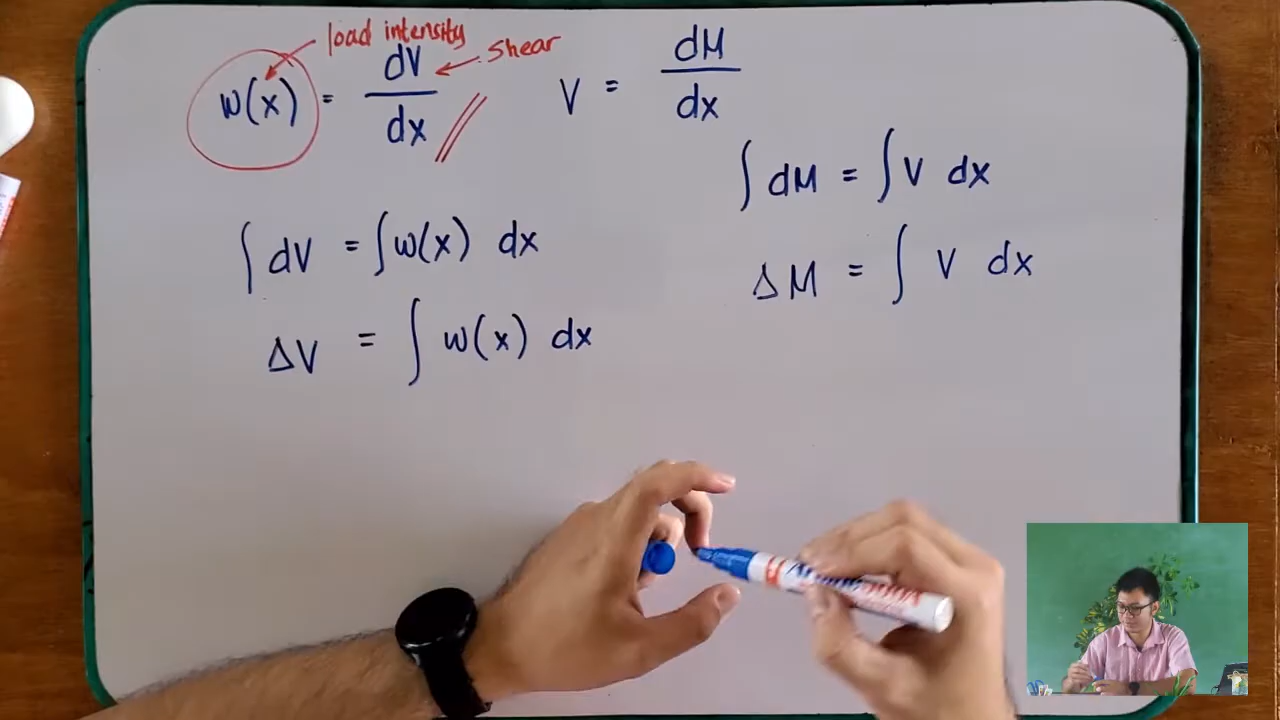 load intensity
w(x) = dV/dx shear
V = dM/dx
∫ dV = ∫ w(x) dx
ΔV = ∫ w(x) dx
∫ dM = ∫ V dx
ΔM = ∫ V dx